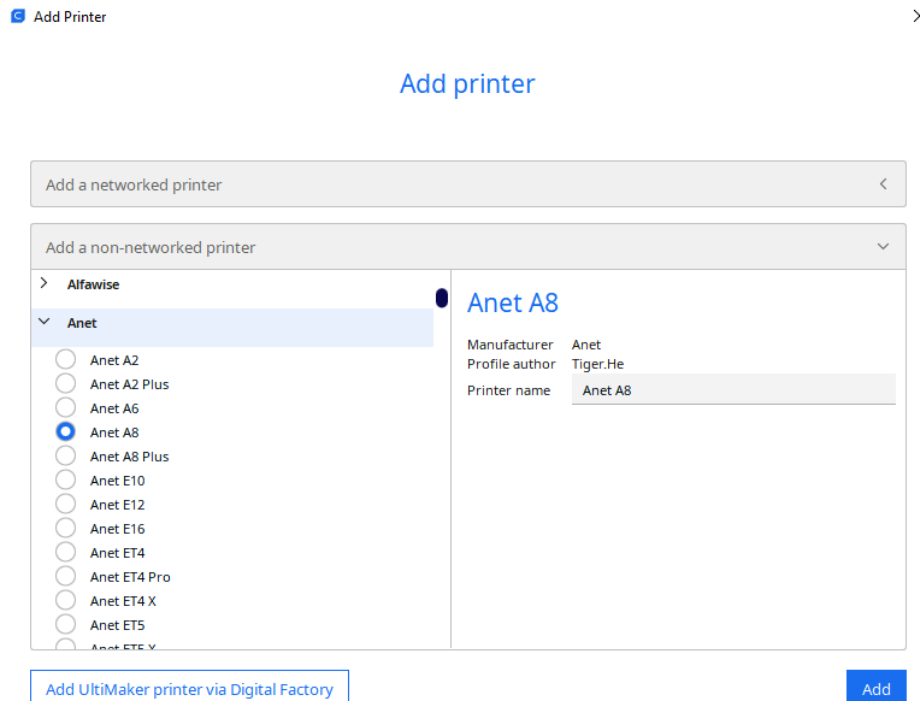 Add Printer
Add printer
Add a networked printer
Add a non-networked printer
Alfawise
Anet
Anet A2
Anet A2 Plus
Anet A6
Anet A8
Anet A8 Plus
Anet E10
Anet E12
Anet E16
Anet ET4
Anet ET4 Pro
Anet ET4 X
Anet ET5
Anet ET5 X
Anet A8
Manufacturer Anet
Profile author Tiger.He
Printer name Anet A8
Add UltiMaker printer via Digital Factory
Add